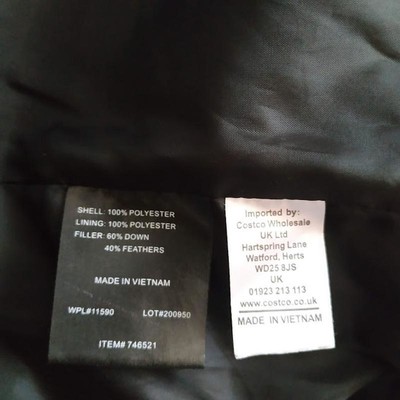 SHELL: 100% POLYESTER
LINING: 100% POLYESTER
FILLER: 60% DOWN
40% FEATHERS
MADE IN VIETNAM
WPL#11590 LOT#200950
ITEM# 746521
Imported by:
Costco Wholesale
UK Ltd
Hartspring Lane
Watford, Herts
WD25 8JS
UK
01923 213 113
www.costco.co.uk
MADE IN VIETNAM